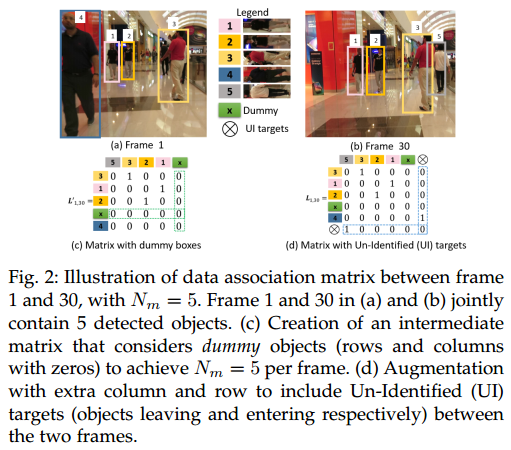 4
1
2
3
Legend
1
2
3
4
5
x Dummy
UI targets
3
5
1
2
(a) Frame 1
(b) Frame 30
5 3 2 1 x
3 0 1 0 0 0
1 0 0 0 1 0
L'1,30 = 2 0 0 1 0 0
x 0 0 0 0 0
4 0 0 0 0 0
5 3 2 1 x ⊗
3 0 1 0 0 0 0
1 0 0 0 1 0 0
L1,30 = 2 0 0 1 0 0 0
x 0 0 0 0 0 0
4 0 0 0 0 0 1
⊗ 1 0 0 0 0 0
(c) Matrix with dummy boxes
(d) Matrix with Un-Identified (UI) targets
Fig. 2: Illustration of data association matrix between frame
1 and 30, with Nm = 5. Frame 1 and 30 in (a) and (b) jointly
contain 5 detected objects. (c) Creation of an intermediate
matrix that considers dummy objects (rows and columns
with zeros) to achieve Nm = 5 per frame. (d) Augmentation
with extra column and row to include Un-Identified (UI)
targets (objects leaving and entering respectively) between
the two frames.